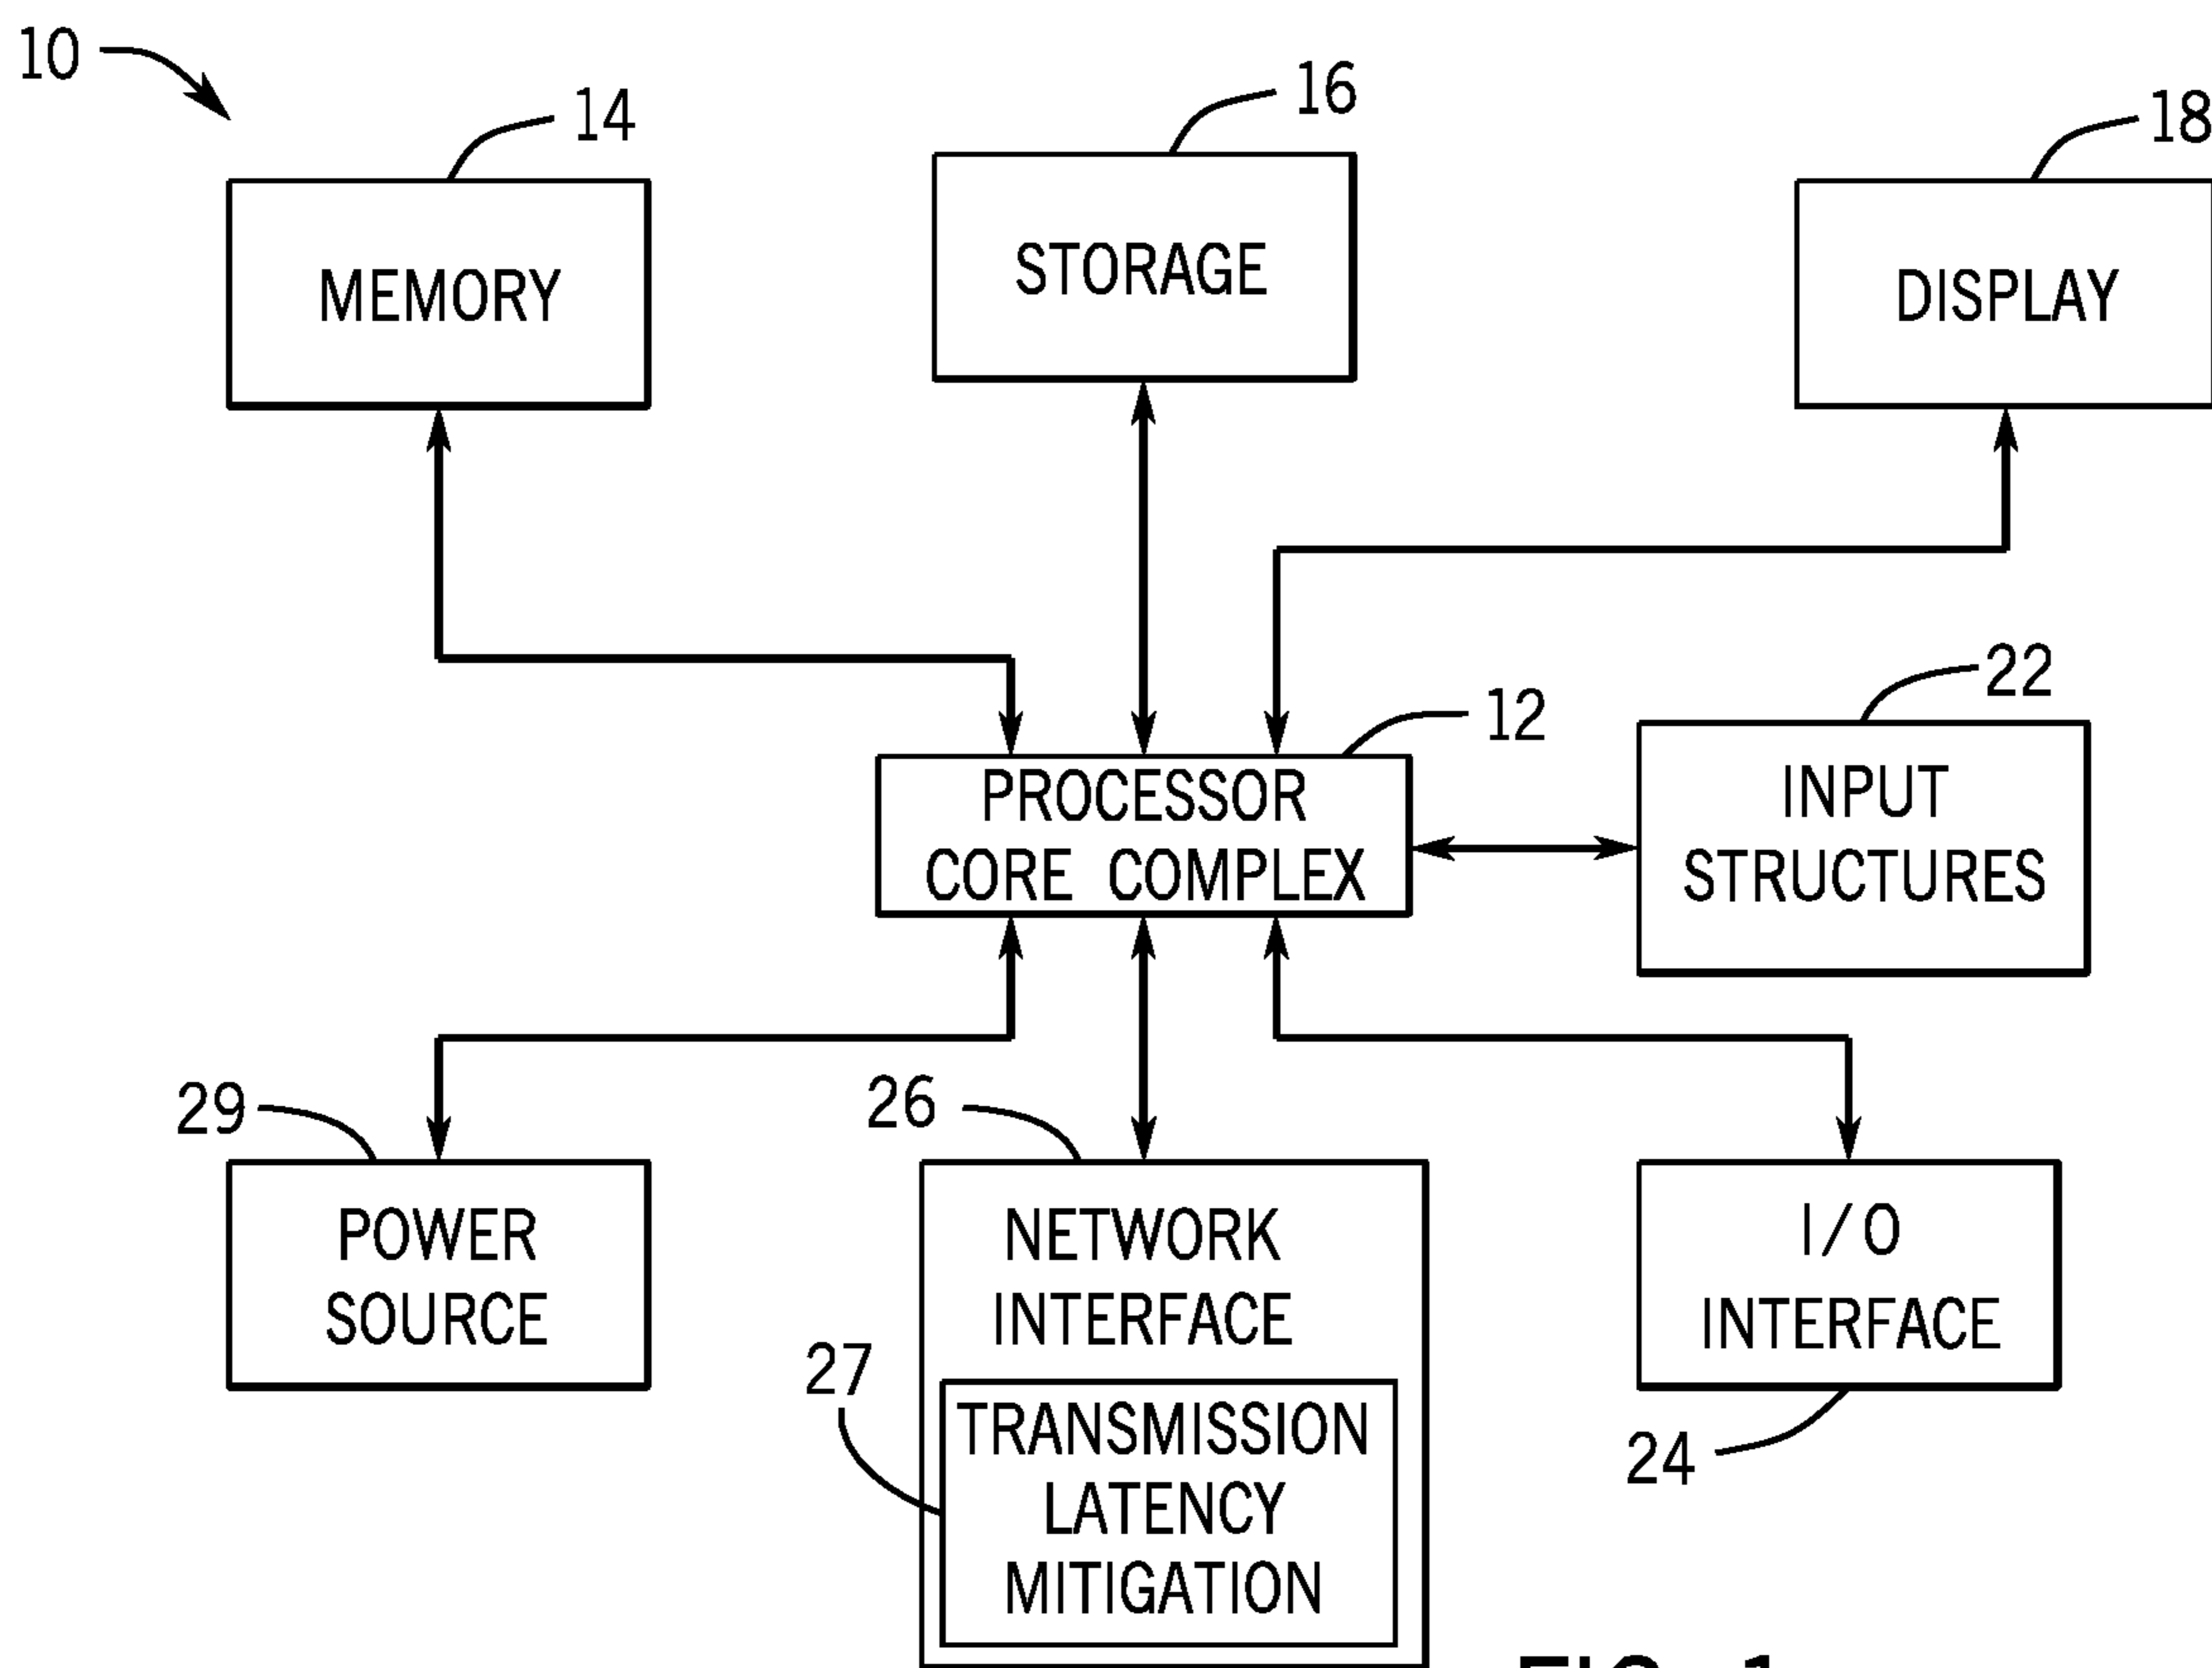 10
14
16
18
MEMORY
STORAGE
DISPLAY
12
22
PROCESSOR
CORE COMPLEX
INPUT
STRUCTURES
29
26
POWER
SOURCE
NETWORK
INTERFACE
I/O
INTERFACE
27
TRANSMISSION
LATENCY
MITIGATION
24